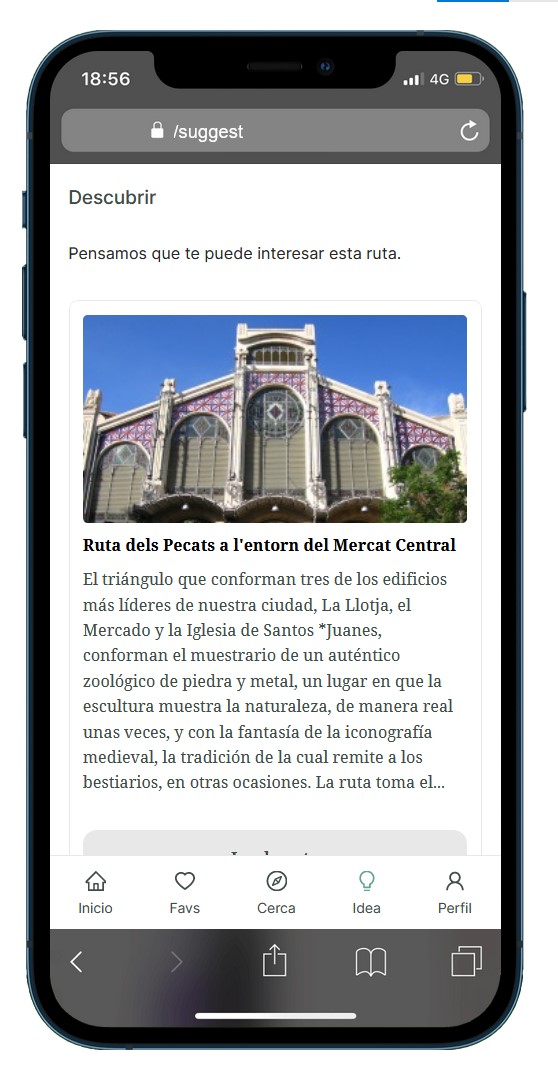 18:56
4G
/suggest
Descubrir
Pensamos que te puede interesar esta ruta.
Ruta dels Pecats a l'entorn del Mercat Central
El triángulo que conforman tres de los edificios
más líderes de nuestra ciudad, La Llotja, el
Mercado y la Iglesia de Santos *Juanes,
conforman el muestrario de un auténtico
zoológico de piedra y metal, un lugar en que la
escultura muestra la naturaleza, de manera real
unas veces, y con la fantasía de la iconografía
medieval, la tradición de la cual remite a los
bestiarios, en otras ocasiones. La ruta toma el...
Inicio Favs Cerca Idea Perfil